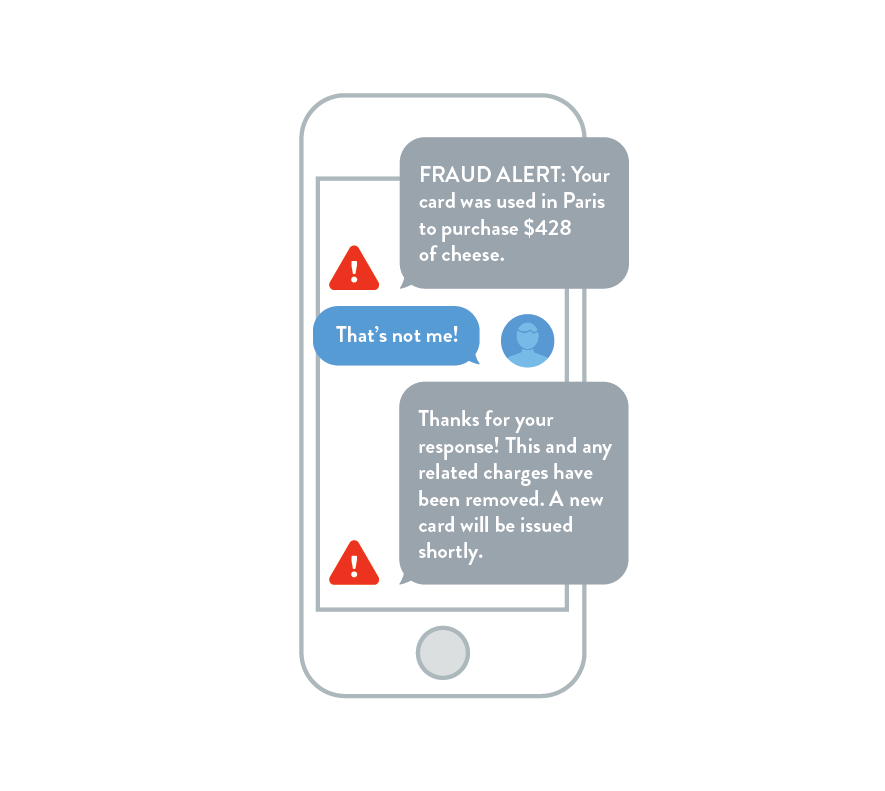 FRAUD ALERT: Your
card was used in Paris
to purchase $428
of cheese.
That's not me!
Thanks for your
response! This and any
related charges have
been removed. A new
card will be issued
shortly.